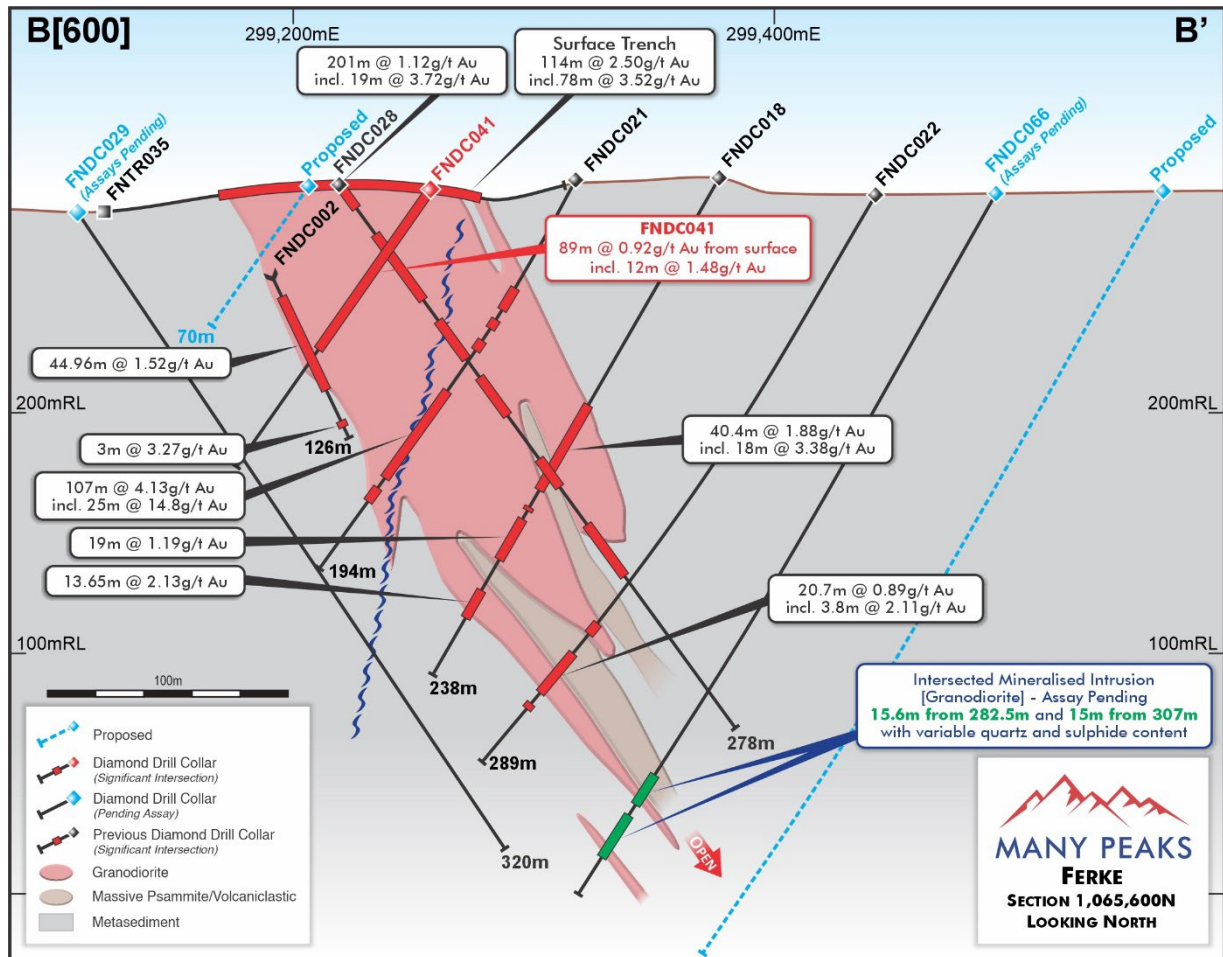 B[600]
299,200mE
299,400mE
B'
201m @ 1.12g/t Au
incl. 19m @ 3.72g/t Au
Surface Trench
114m @ 2.50g/t Au
incl.78m @ 3.52g/t Au
FNDC029
(Assays Pending)
FNTR035
Proposed
FNDC028
FNDC041
FNDC021
FNDC018
FNDC022
FNDC066
(Assays Pending)
Proposed
FNDC002
FNDC041
89m @ 0.92g/t Au from surface
incl. 12m @ 1.48g/t Au
70m
44.96m @ 1.52g/t Au
200mRL
200mRL
3m @ 3.27g/t Au
126m
40.4m @ 1.88g/t Au
incl. 18m @ 3.38g/t Au
107m @ 4.13g/t Au
incl. 25m @ 14.8g/t Au
19m @ 1.19g/t Au
194m
13.65m @ 2.13g/t Au
20.7m @ 0.89g/t Au
incl. 3.8m @ 2.11g/t Au
100mRL
100mRL
238m
100m
Intersected Mineralised Intrusion
[Granodiorite] - Assay Pending
15.6m from 282.5m and 15m from 307m
with variable quartz and sulphide content
278m
289m
320m
OPEN
Proposed
Diamond Drill Collar
(Significant Intersection)
Diamond Drill Collar
(Pending Assay)
Previous Diamond Drill Collar
(Significant Intersection)
Granodiorite
Massive Psammite/Volcaniclastic
Metasediment
MANY PEAKS
FERKE
SECTION 1,065,600N
LOOKING NORTH